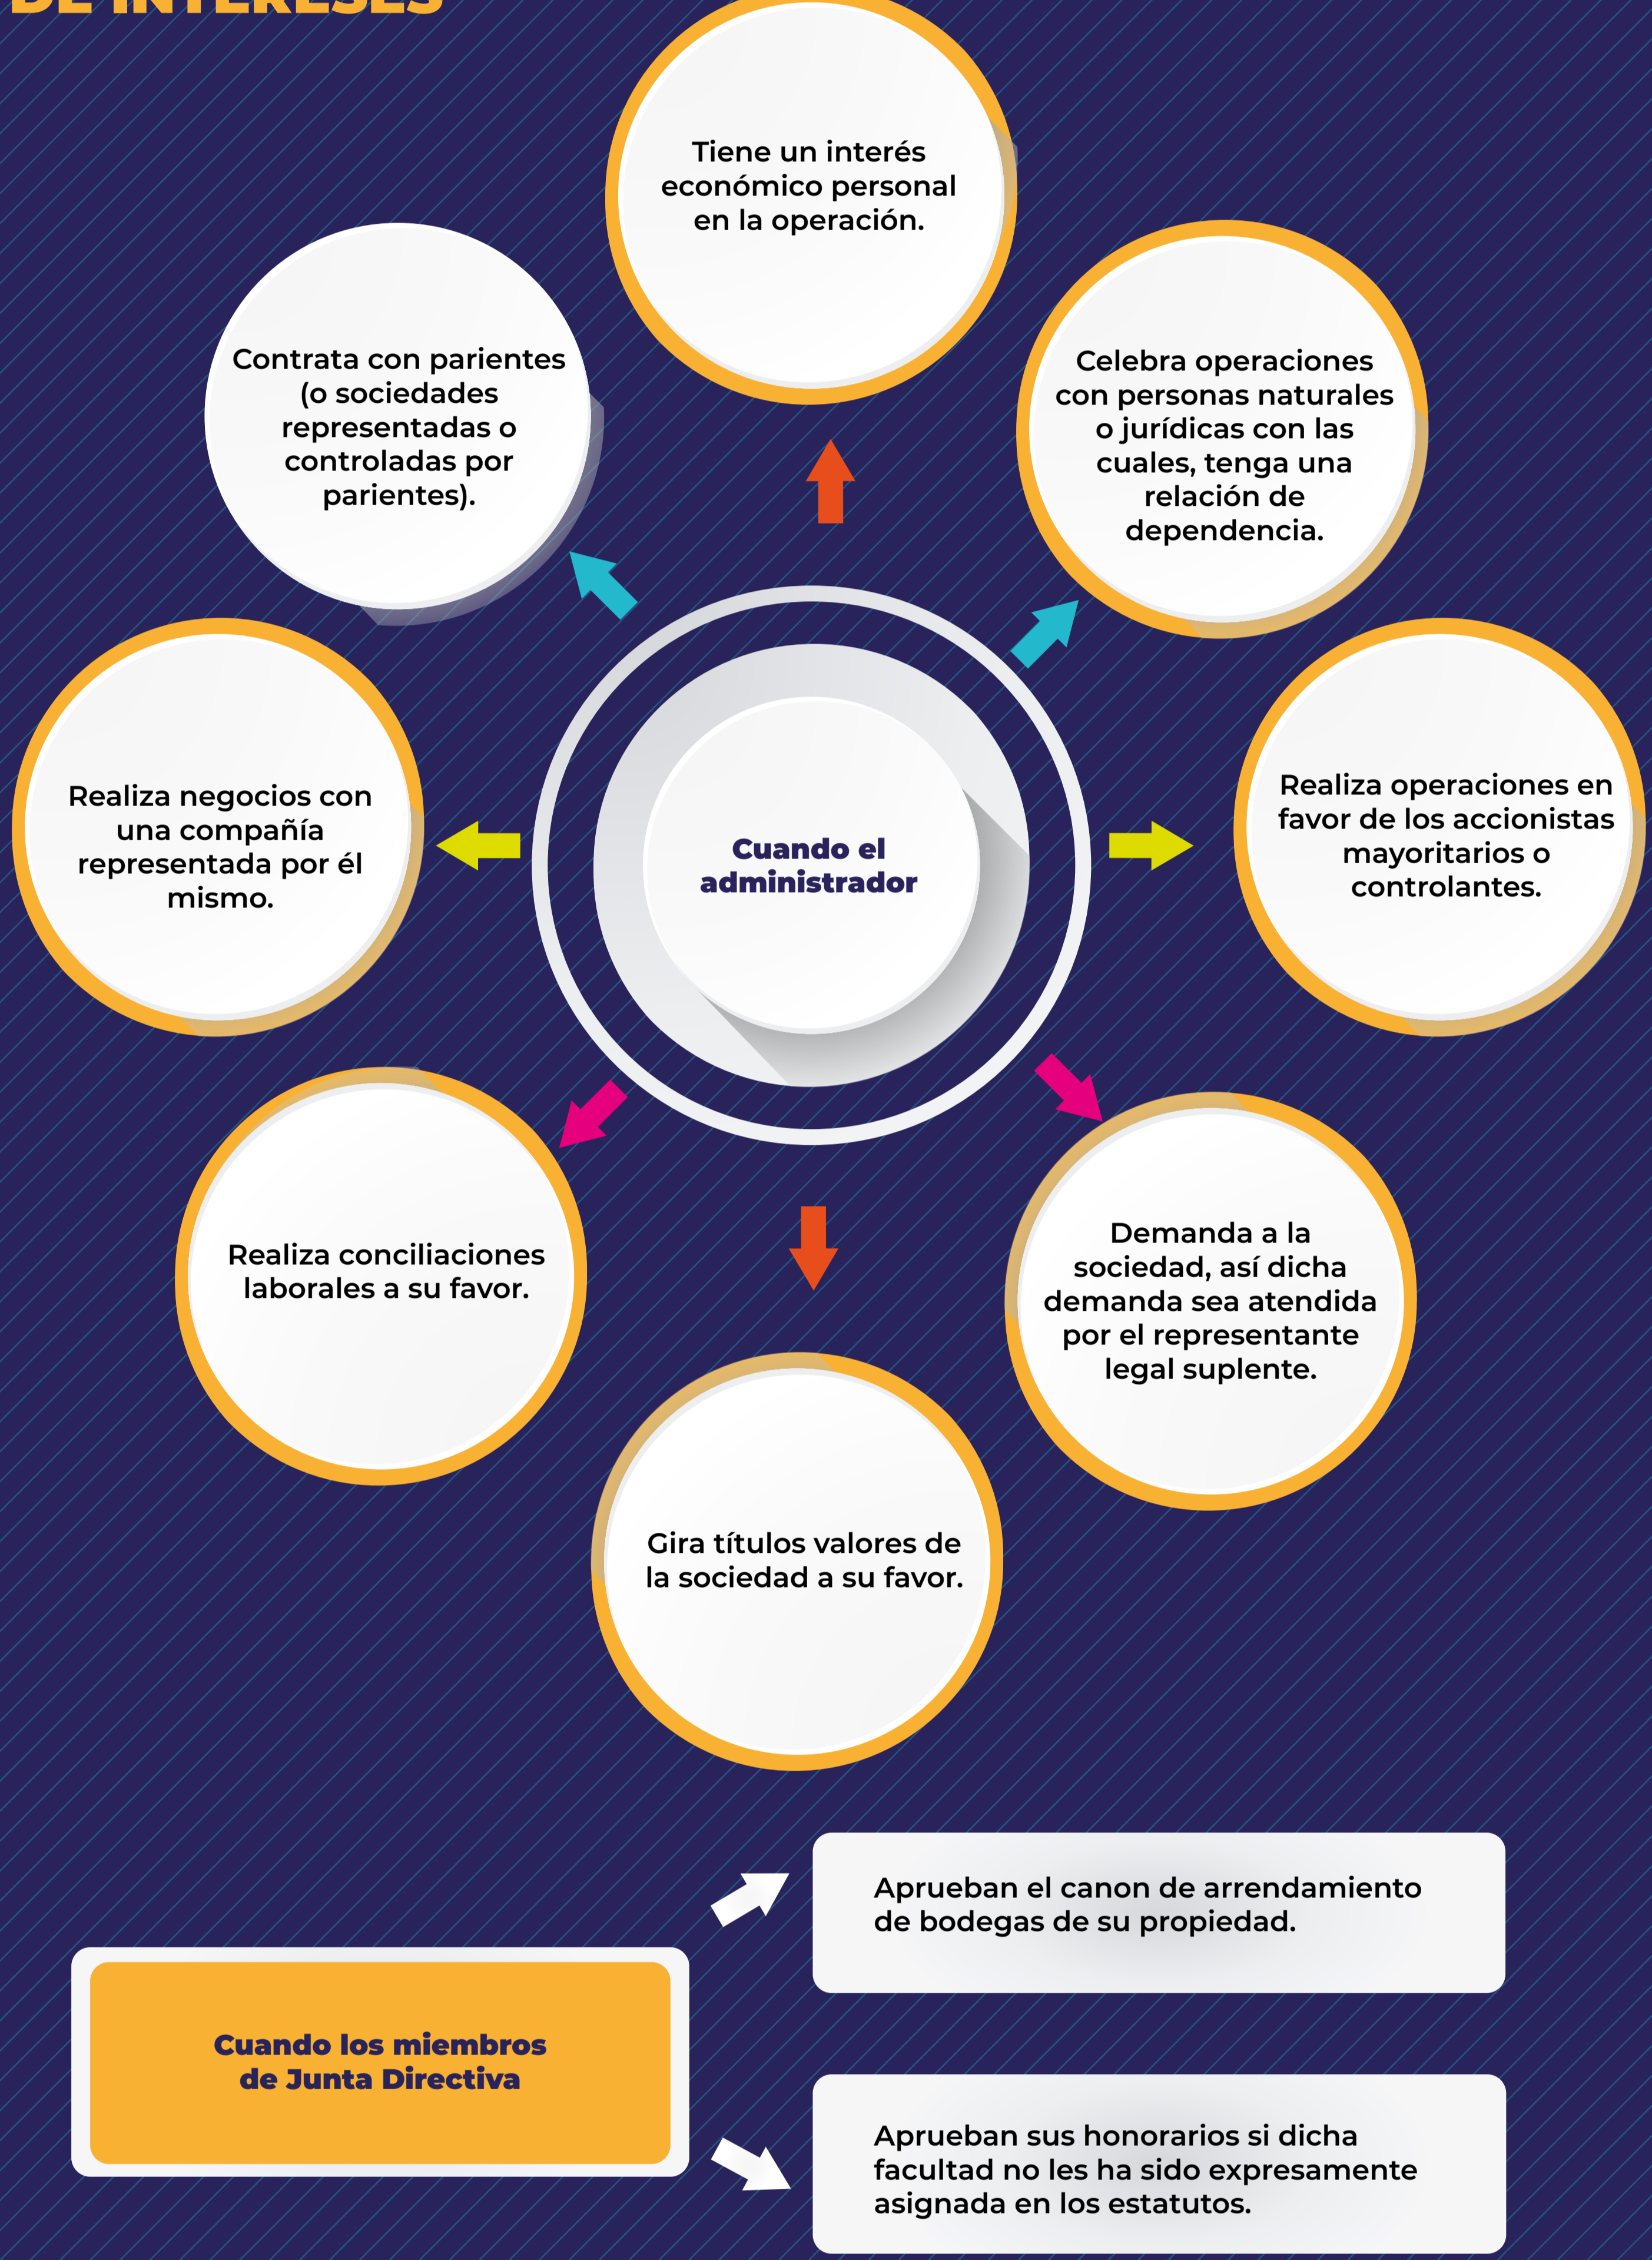 DE INTERESES
Tiene un interés
económico personal
en la operación.
Contrata con parientes
(o sociedades
representadas o
controladas por
parientes).
Celebra operaciones
con personas naturales
o jurídicas con las
cuales, tenga una
relación de
dependencia.
Realiza negocios con
una compañía
representada por él
mismo.
Cuando el
administrador
Realiza operaciones en
favor de los accionistas
mayoritarios o
controlantes.
Realiza conciliaciones
laborales a su favor.
Demanda a la
sociedad, así dicha
demanda sea atendida
por el representante
legal suplente.
Gira títulos valores de
la sociedad a su favor.
Cuando los miembros
de Junta Directiva
Aprueban el canon de arrendamiento
de bodegas de su propiedad.
Aprueban sus honorarios si dicha
facultad no les ha sido expresamente
asignada en los estatutos.